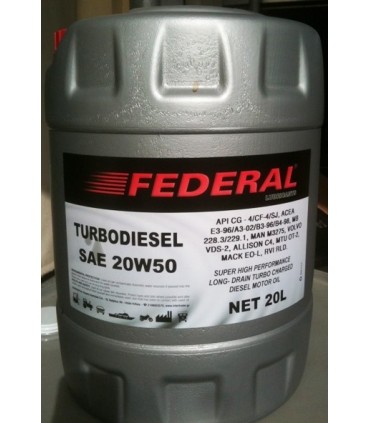 FEDERAL
LUBRICANTS
TURBODIESEL
SAE 20W50
API CG - 4/CF-4/SJ, ACEA
E3-96/A3-02/B3-96/B4-98, MB
228.3/229.1, MAN M3275, VOLVO
VDS-2, ALLISON C4, MTU OT-2,
MACK EO-L, RVI RLD.
SUPER HIGH PERFORMANCE
LONG- DRAIN TURBO CHARGED
DIESEL MOTOR OIL
NET 20L